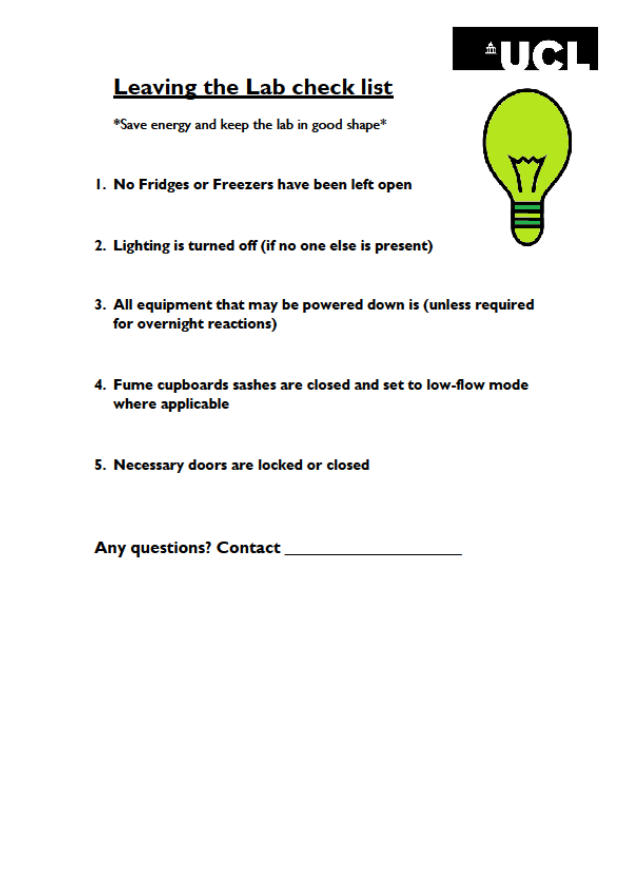 UCL
Leaving the Lab check list
*Save energy and keep the lab in good shape*
1. No Fridges or Freezers have been left open
2. Lighting is turned off (if no one else is present)
3. All equipment that may be powered down is (unless required
for overnight reactions)
4. Fume cupboards sashes are closed and set to low-flow mode
where applicable
5. Necessary doors are locked or closed
Any questions? Contact ____________________